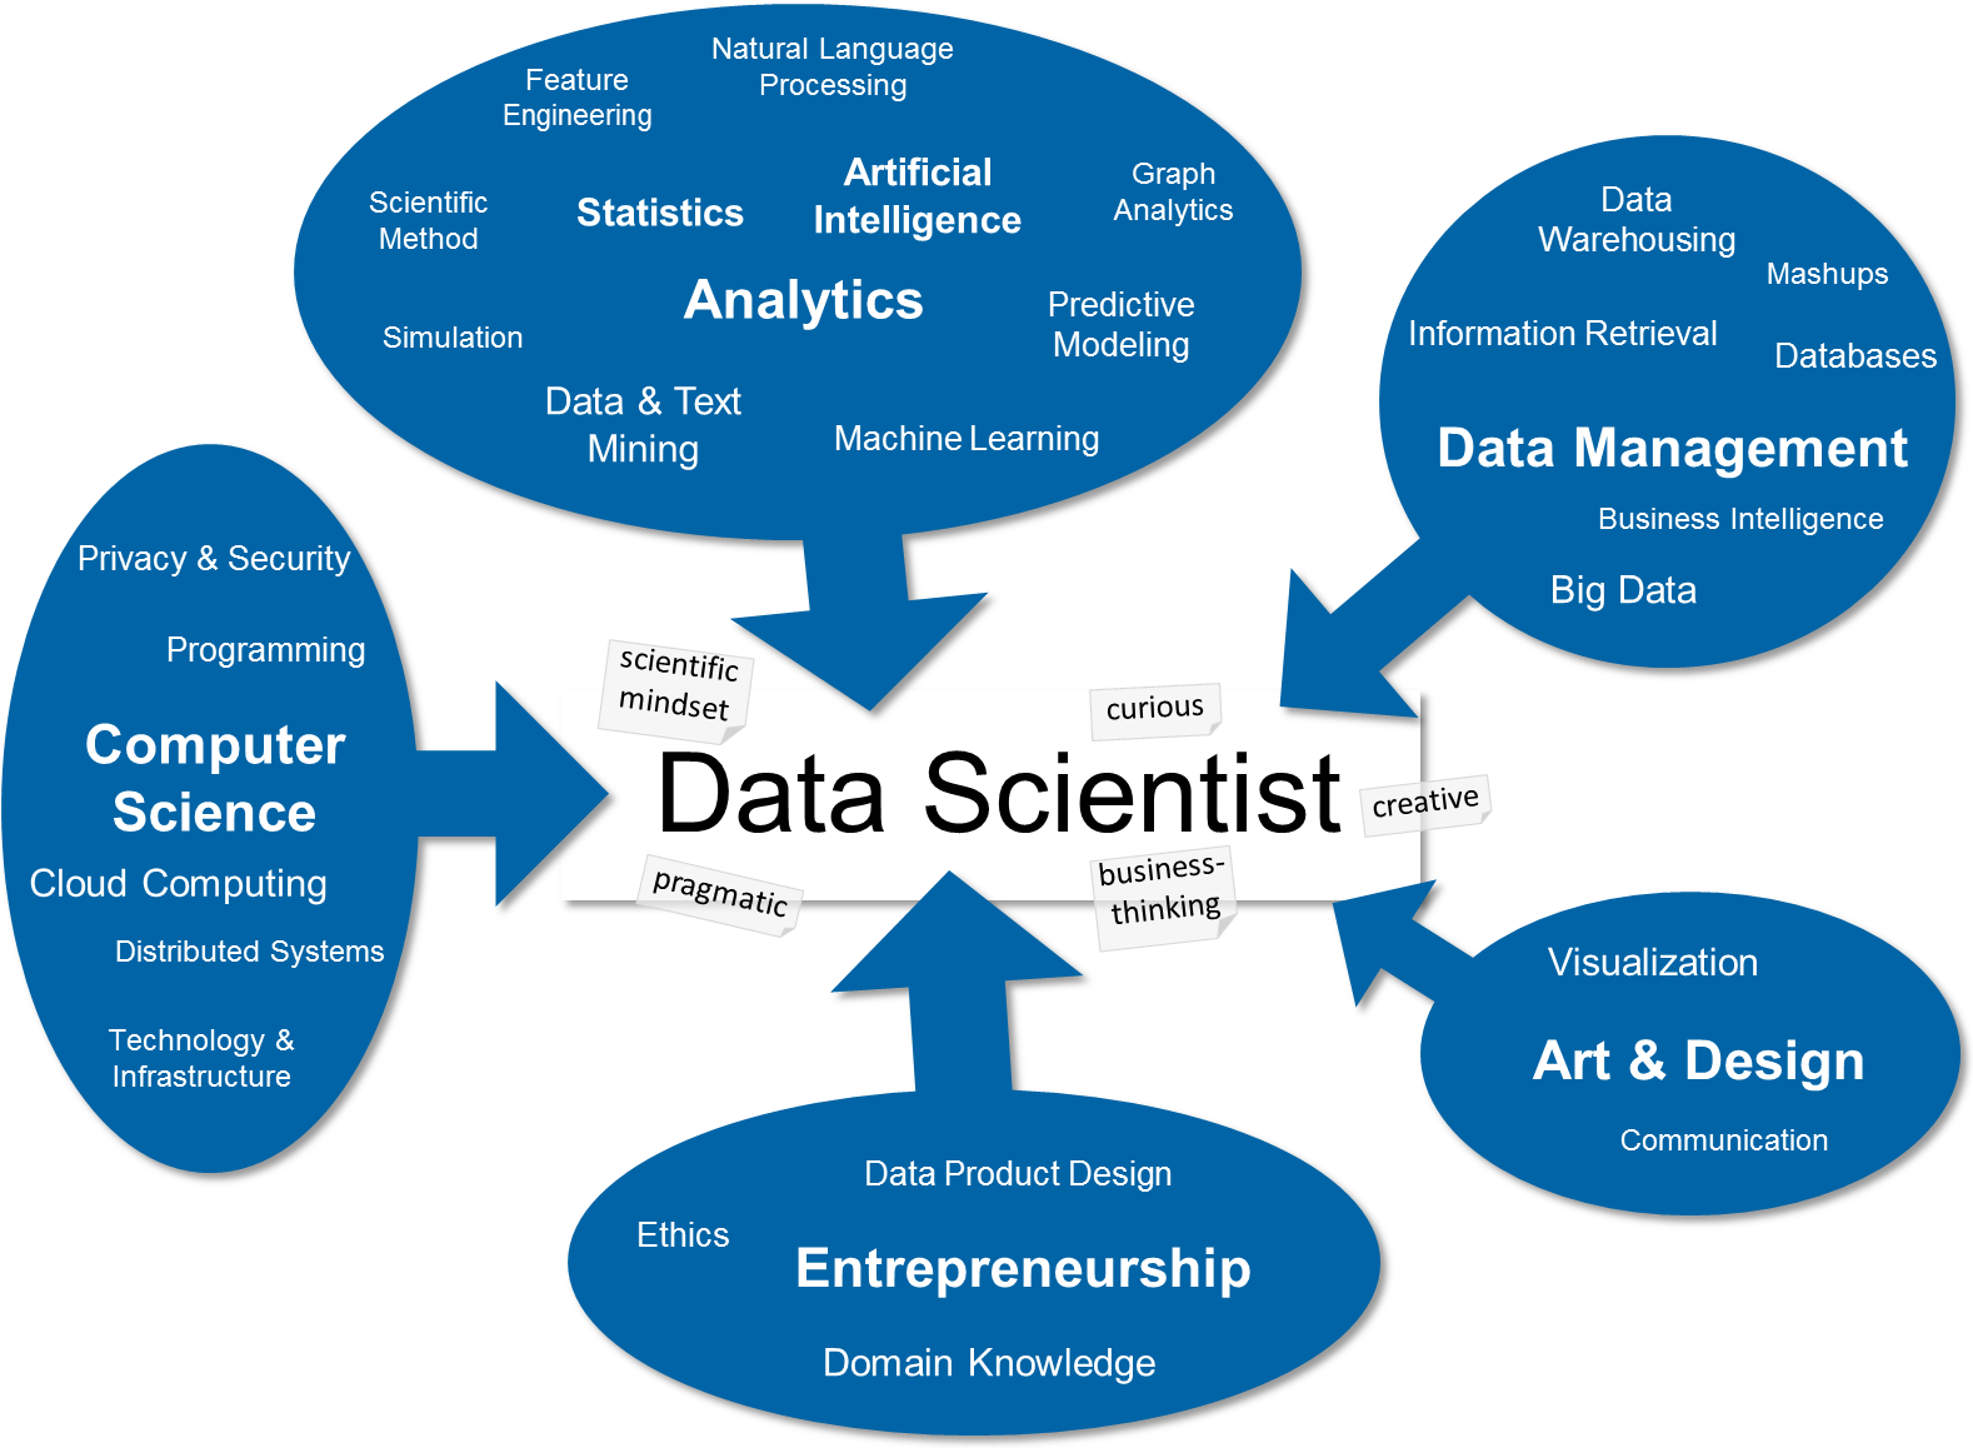 Natural Language
Processing
Feature
Engineering
Artificial
Intelligence
Graph
Analytics
Scientific
Method
Statistics
Analytics
Predictive
Modeling
Simulation
Data & Text
Mining
Machine Learning
Data
Warehousing
Mashups
Information Retrieval
Databases
Data Management
Business Intelligence
Big Data
Privacy & Security
Programming
Computer
Science
Cloud Computing
Distributed Systems
Technology &
Infrastructure
scientific
mindset
curious
Data Scientist
creative
pragmatic
business-
thinking
Visualization
Art & Design
Communication
Data Product Design
Ethics
Entrepreneurship
Domain Knowledge